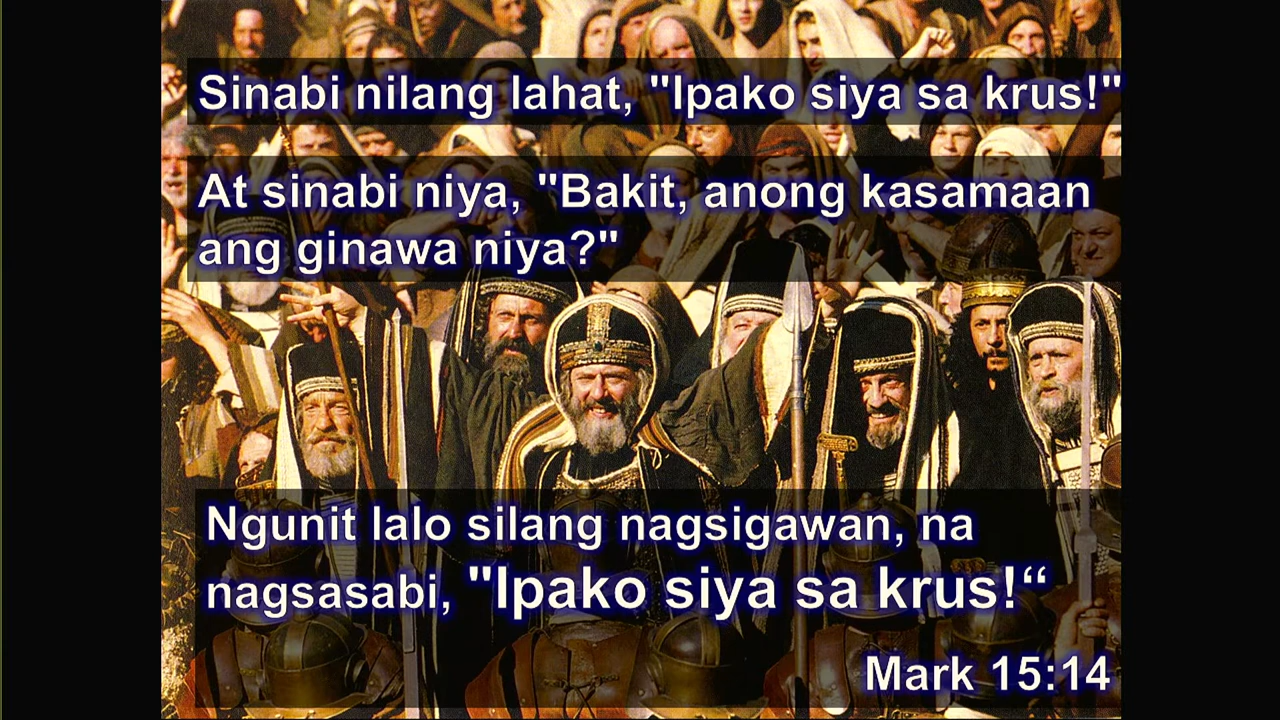 Sinabi nilang lahat, "Ipako siya sa krus!"
At sinabi niya, "Bakit, anong kasamaan
ang ginawa niya?"
Ngunit lalo silang nagsigawan, na
nagsasabi, "Ipako siya sa krus!“
Mark 15:14